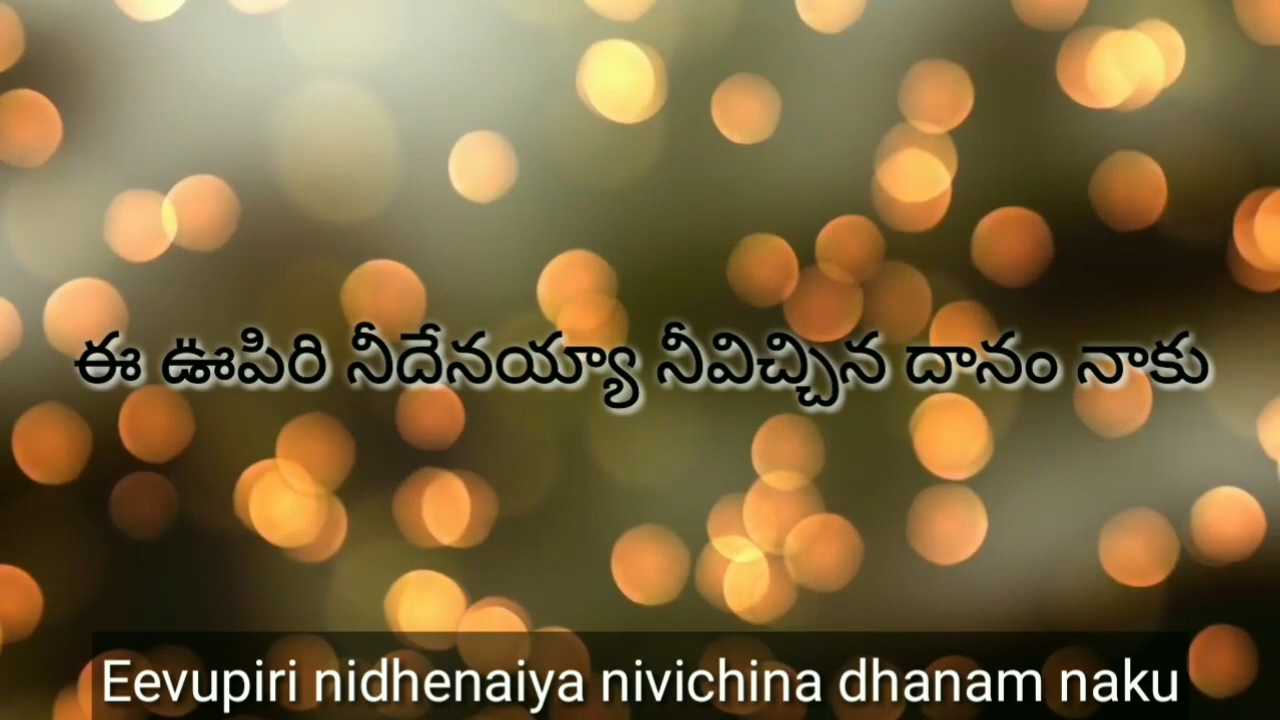 ఈ ఊపిరి నీదేనయ్యా నీవిచ్చిన దానం నాకు
Eevupiri nidhenaiya nivichina dhanam naku